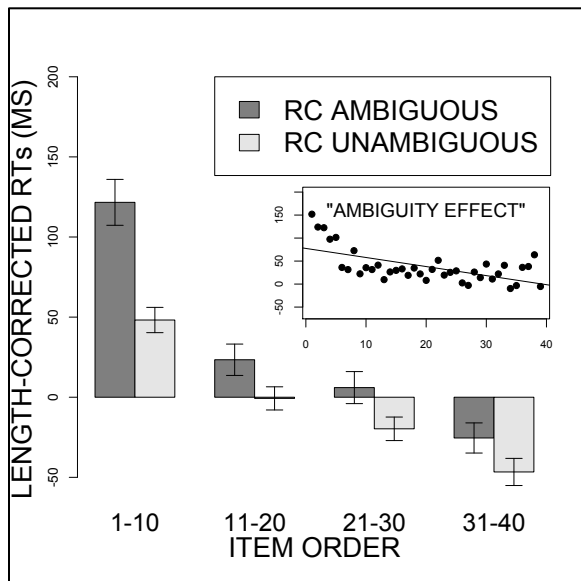 LENGTH-CORRECTED RTs (MS)
200
150
100
50
0
-50
RC AMBIGUOUS
RC UNAMBIGUOUS
"AMBIGUITY EFFECT"
150
50
0
-50
0 10 20 30 40
1-10 11-20 21-30 31-40
ITEM ORDER